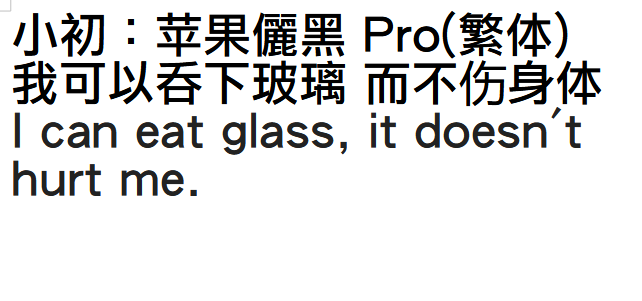 小初：苹果儷黑 Pro(繁体)
我可以吞下玻璃 而不伤身体
I can eat glass, it doesn′t
hurt me.